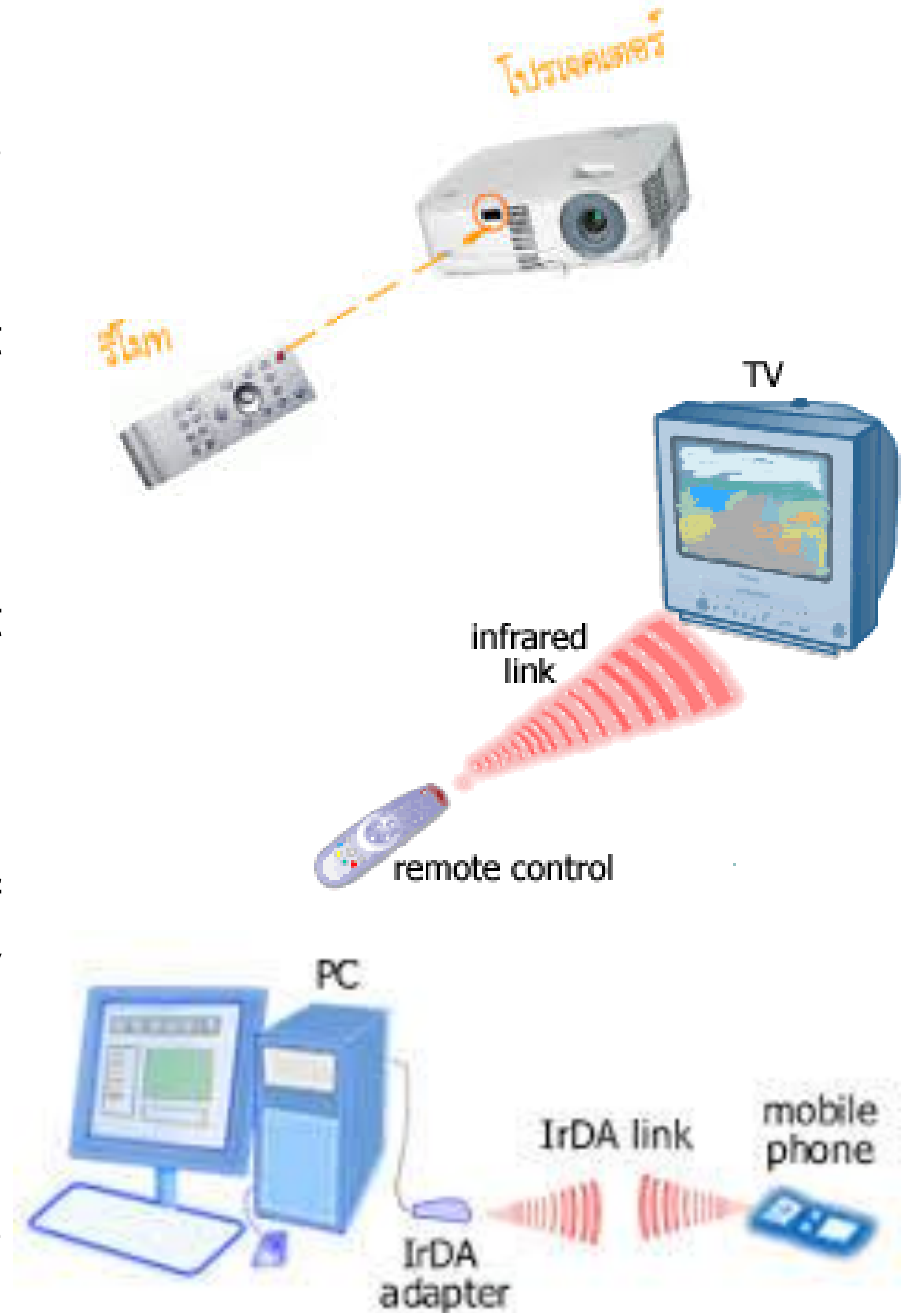 โปรเจคเตอร์
รีโมท
TV
infrared
link
remote control
PC
IrDA link
mobile
phone
IrDA
adapter